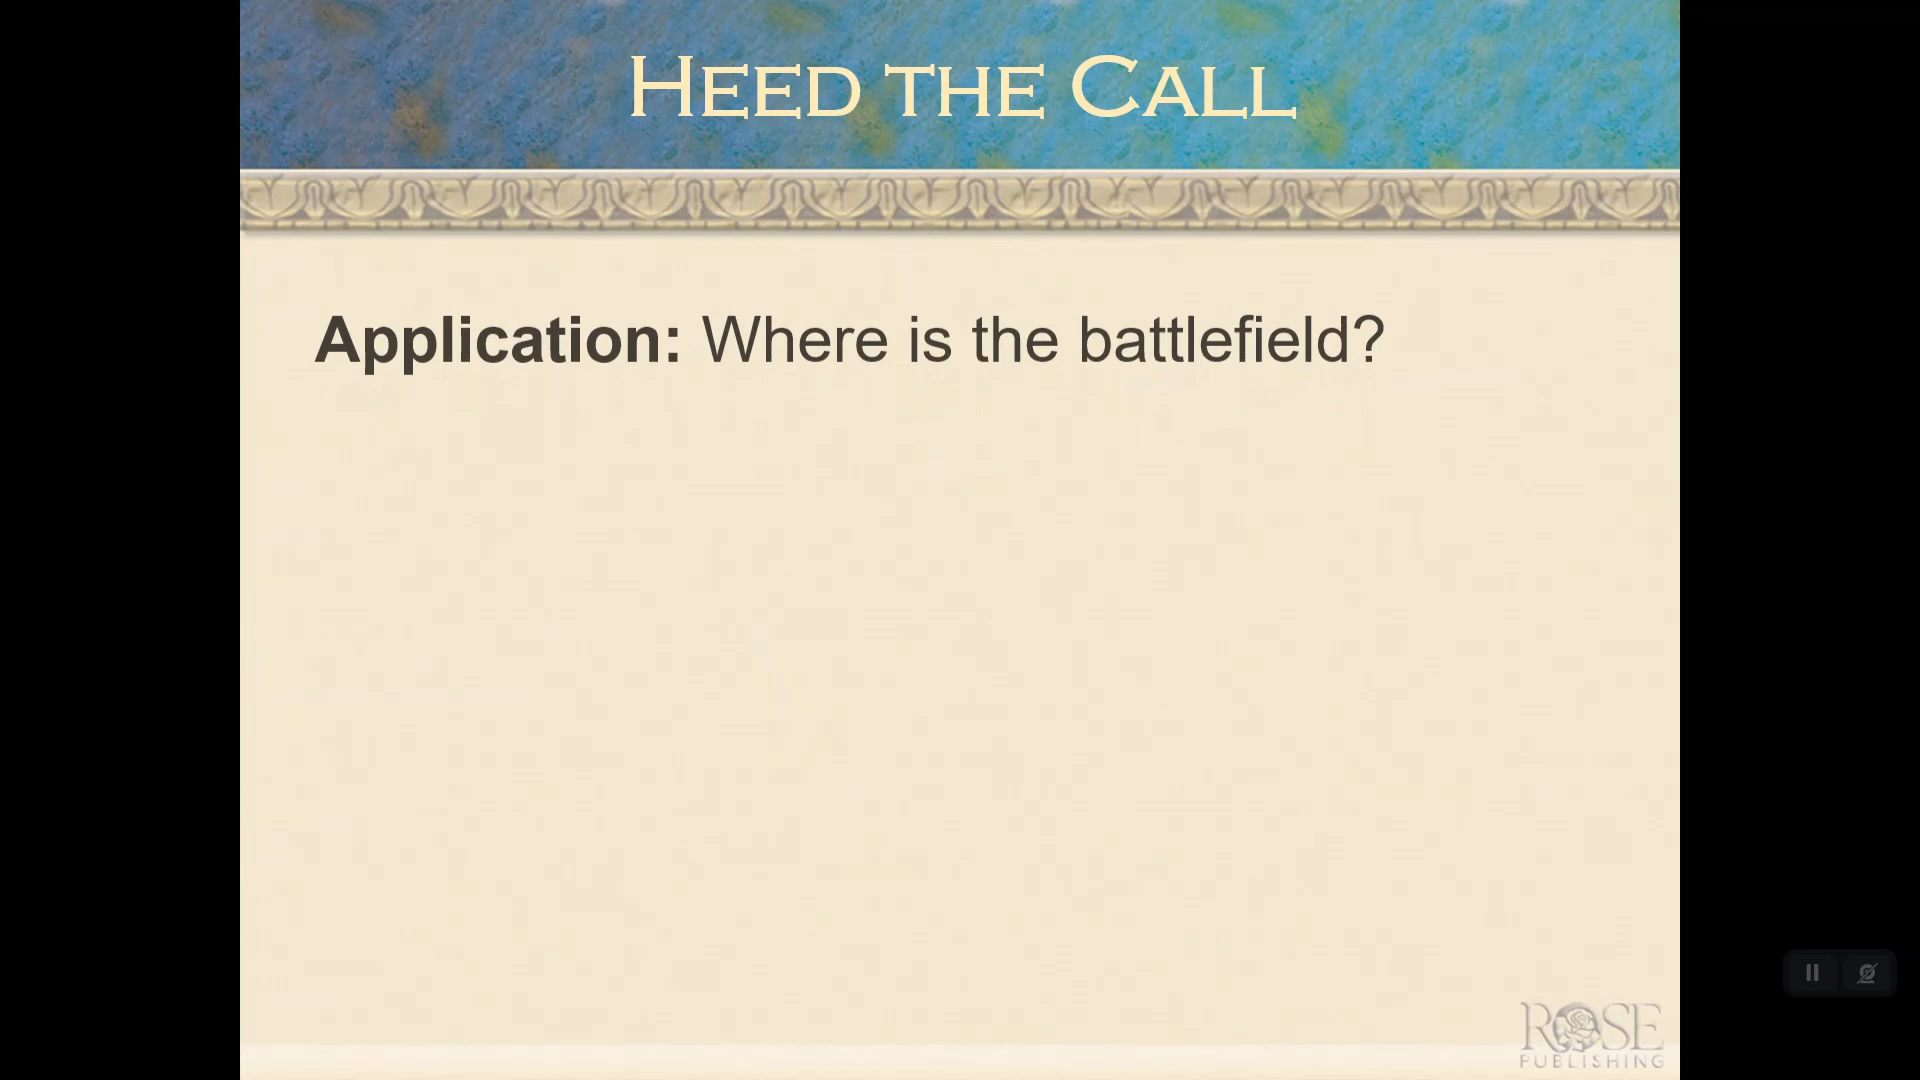 Heed the Call
Application: Where is the battlefield?
ROSE
PUBLISHING